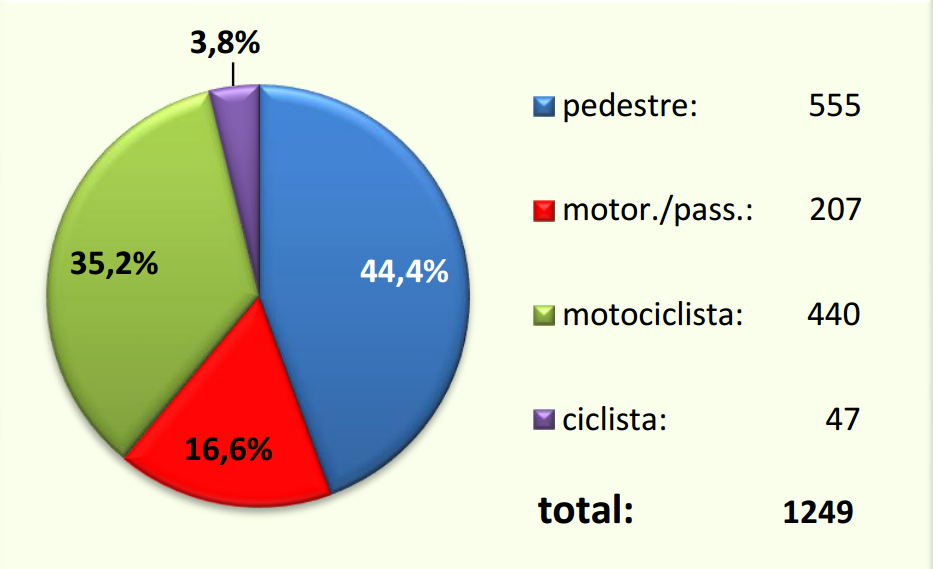 3,8%
35,2%
44,4%
16,6%
pedestre: 555
motor./pass.: 207
motociclista: 440
ciclista: 47
total: 1249